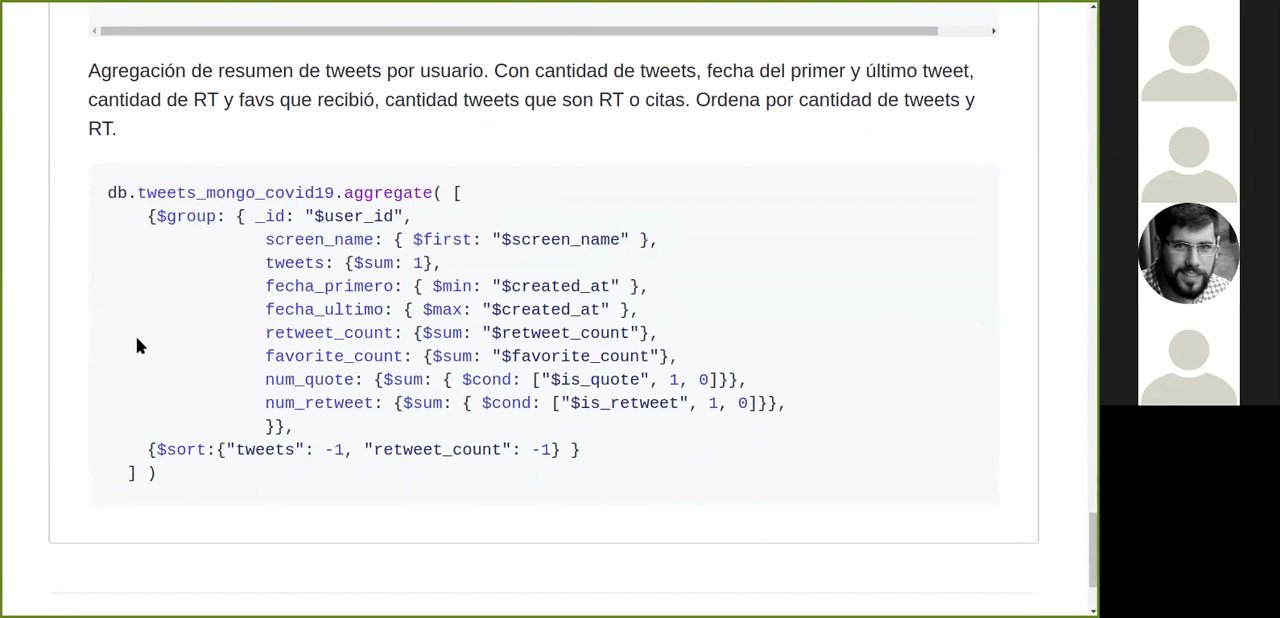 Agregación de resumen de tweets por usuario. Con cantidad de tweets, fecha del primer y último tweet,
cantidad de RT y favs que recibió, cantidad tweets que son RT o citas. Ordena por cantidad de tweets y
RT.
db.tweets_mongo_covid19.aggregate( [
    {$group: { _id: "$user_id",
                screen_name: { $first: "$screen_name" },
                tweets: {$sum: 1},
                fecha_primero: { $min: "$created_at" },
                fecha_ultimo: { $max: "$created_at" },
                retweet_count: {$sum: "$retweet_count"},
                favorite_count: {$sum: "$favorite_count"},
                num_quote: {$sum: { $cond: ["$is_quote", 1, 0]}},
                num_retweet: {$sum: { $cond: ["$is_retweet", 1, 0]}},
                }},
    {$sort:{"tweets": -1, "retweet_count": -1} }
  ] )